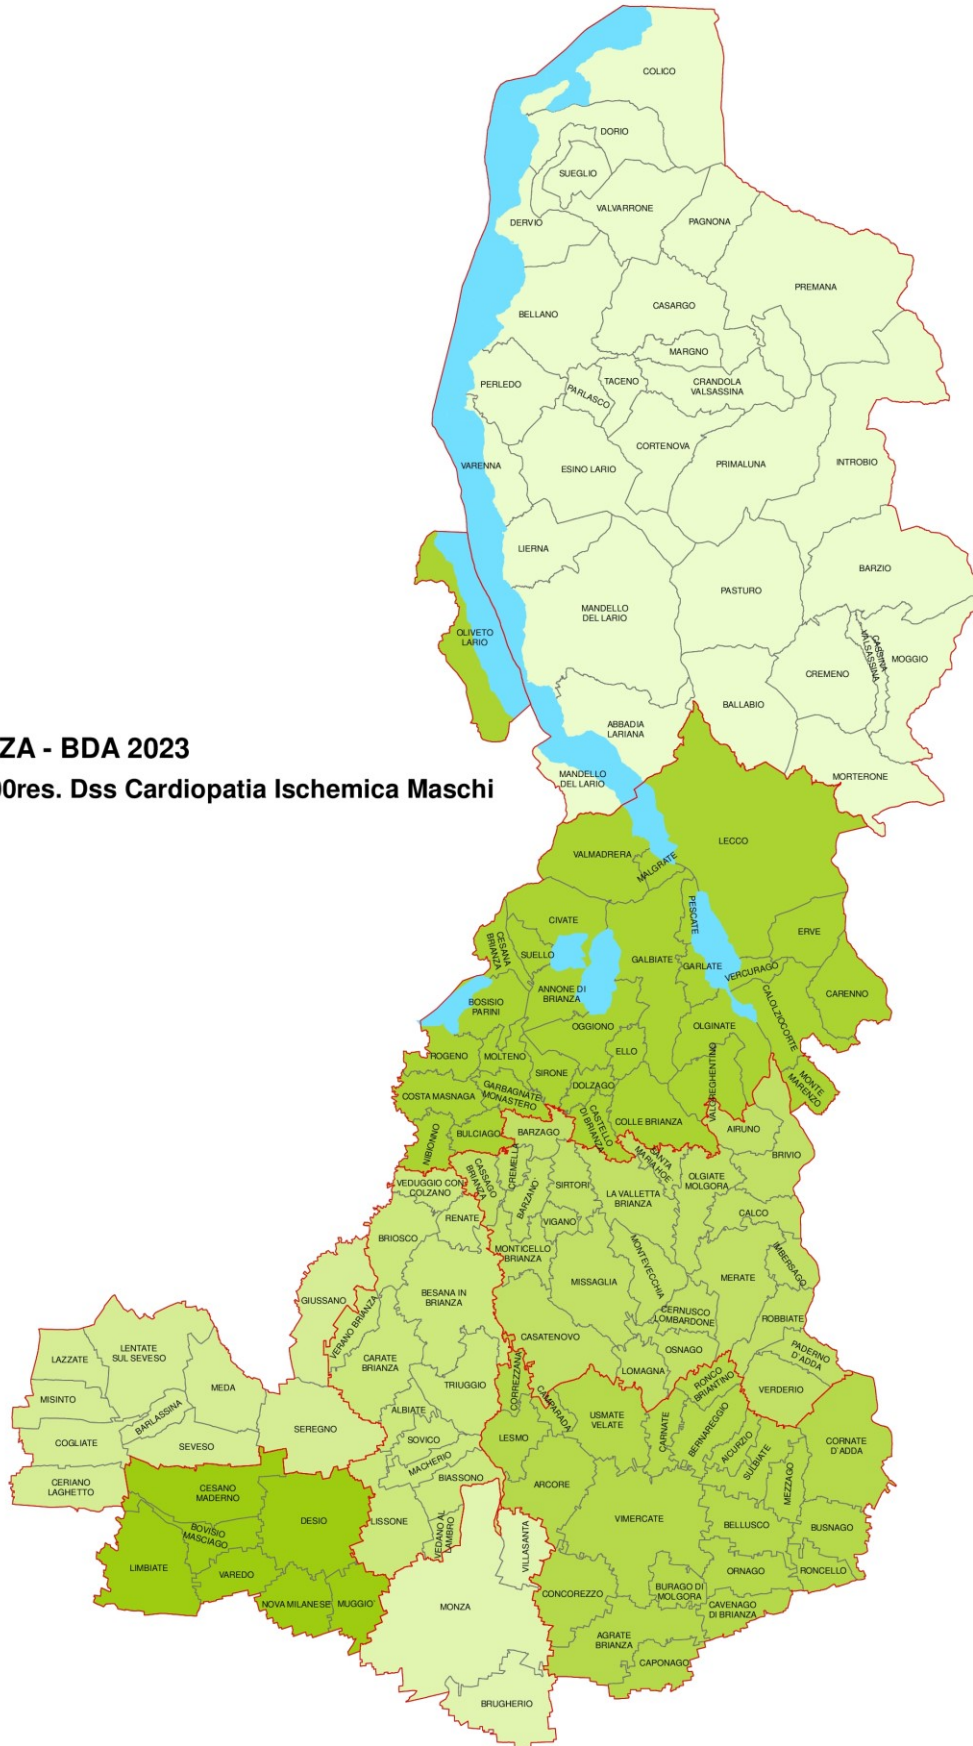 COLICO
DORIO
SUEGLIO
VALVARRONE
PAGNONA
DERVIO
PREMANA
CASARGO
BELLANO
MARGNO
PERLEDO
TACENO
CRANDOLA
VALSASSINA
PARLASCO
CORTENOVA
VARENNA
ESINO LARIO
PRIMALUNA
INTROBIO
LIERNA
BARZIO
PASTURO
MANDELLO
DEL LARIO
OLIVETO
LARIO
CASSINA
VALSASSINA
MOGGIO
CREMENO
BALLABIO
ABBADIA
LARIANA
ZA - BDA 2023
00res. Dss Cardiopatia Ischemica Maschi
MANDELLO
DEL LARIO
MORTERONE
LECCO
VALMADRERA
MALGRATE
PESCATE
CIVATE
ERVE
CESANA
BRIANZA
SUELLO
GALBIATE
GARLATE
VERCURAGO
ANNONE DI
BRIANZA
CARENNO
BOSISIO
PARINI
CALOLZIOCORTE
OGGIONO
OLGINATE
ROGENO
MOLTENO
ELLO
VALGREGHENTINO
SIRONE
DOLZAGO
MONTE
MARENZO
COSTA MASNAGA
GARBAGNATE
MONASTERO
CASTELLO
DI BRIANZA
COLLE BRIANZA
NIBIONNO
BULCIAGO
BARZAGO
AIRUNO
BRIVIO
CREMELLA
SANTA
MARIA HOE
CASSAGO
BRIANZA
VEDUGGIO CON
COLZANO
BARZANO'
SIRTORI
LA VALLETTA
BRIANZA
OLGIATE
MOLGORA
RENATE
VIGANO
CALCO
BRIOSCO
MONTICELLO
BRIANZA
MONTEVECCHIA
IMBERSAGO
MISSAGLIA
MERATE
GIUSSANO
BESANA IN
BRIANZA
VERANO BRIANZA
CERNUSCO
LOMBARDONE
ROBBIATE
CASATENOVO
OSNAGO
LENTATE
SUL SEVESO
LAZZATE
CARATE
BRIANZA
LOMAGNA
PADERNO
D'ADDA
CORREZZANA
RONCO
BRIANTINO
MEDA
TRIUGGIO
VERDERIO
MISINTO
CAMPARADA
BARLASSINA
ALBIATE
USMATE
VELATE
BERNAREGGIO
SEREGNO
CARNATE
COGLIATE
SEVESO
SOVICO
LESMO
AICURZIO
CORNATE
D'ADDA
MACHERIO
SULBIATE
BIASSONO
MEZZAGO
CERIANO
LAGHETTO
CESANO
MADERNO
ARCORE
DESIO
LISSONE
VIMERCATE
BELLUSCO
BUSNAGO
BOVISIO
MASCIAGO
VEDANO AL
LAMBRO
VILLASANTA
LIMBIATE
VAREDO
ORNAGO
RONCELLO
CONCOREZZO
BURAGO DI
MOLGORA
NOVA MILANESE
MUGGIO'
MONZA
CAVENAGO
DI BRIANZA
AGRATE
BRIANZA
CAPONAGO
BRUGHERIO